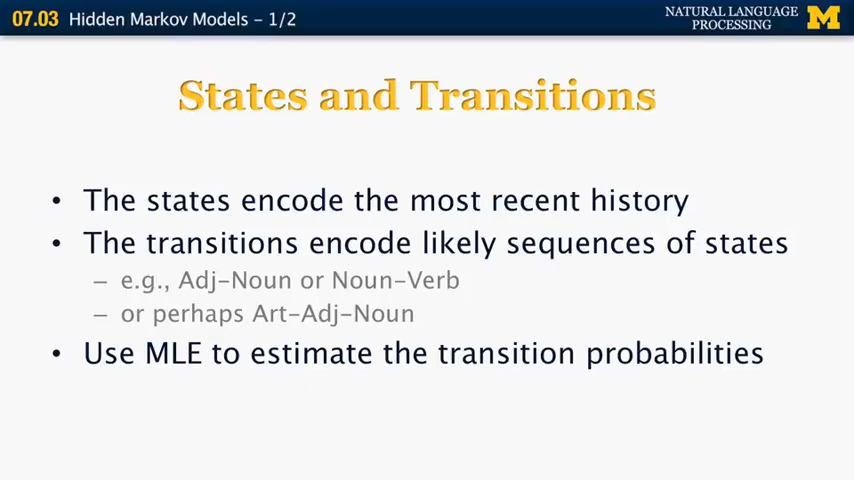 07.03 Hidden Markov Models – 1/2
NATURAL LANGUAGE
PROCESSING
M
States and Transitions
• The states encode the most recent history
• The transitions encode likely sequences of states
– e.g., Adj-Noun or Noun-Verb
– or perhaps Art-Adj-Noun
• Use MLE to estimate the transition probabilities